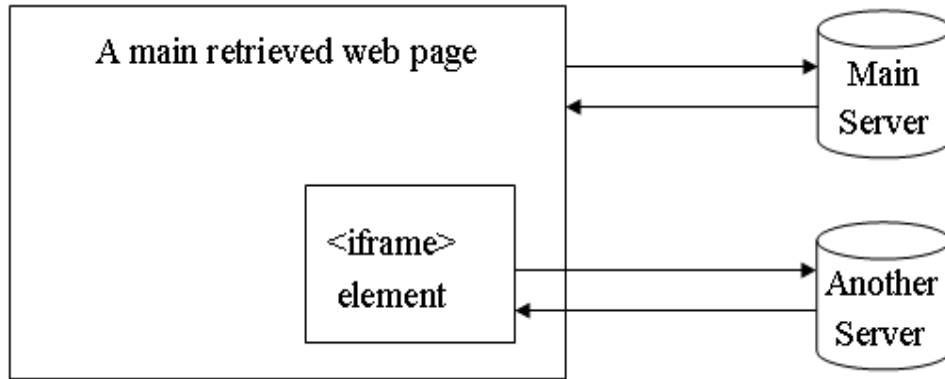 A main retrieved web page
Main
Server
<iframe>
element
Another
Server